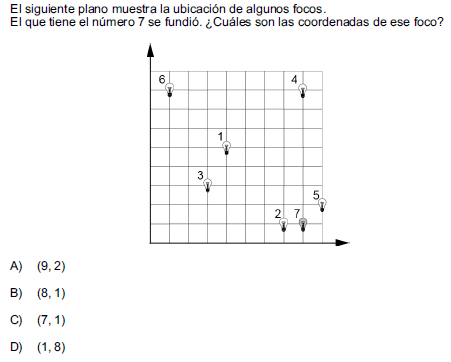 El siguiente plano muestra la ubicación de algunos focos.
El que tiene el número 7 se fundió. ¿Cuáles son las coordenadas de ese foco?
6
4
1
3
5
2
7
A) (9, 2)
B) (8, 1)
C) (7, 1)
D) (1, 8)